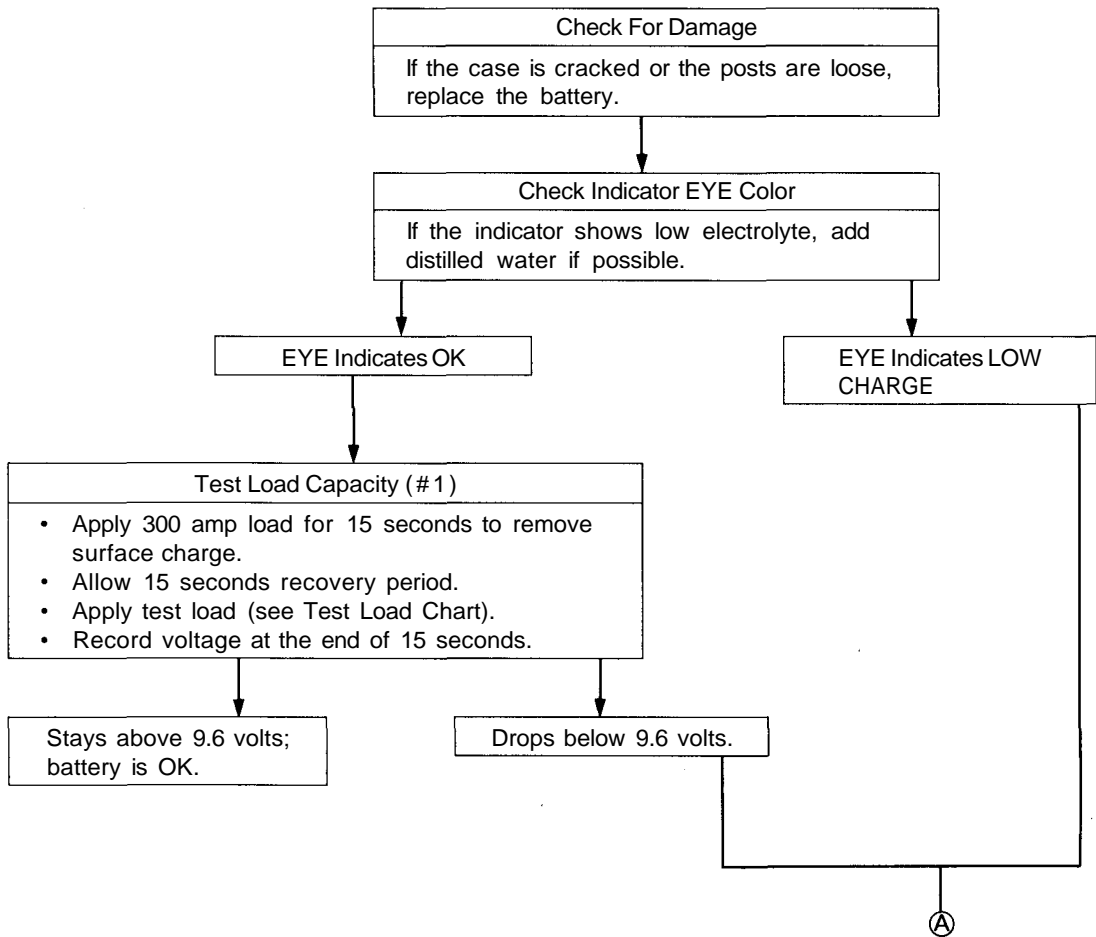 Check For Damage
If the case is cracked or the posts are loose,
replace the battery.
Check Indicator EYE Color
If the indicator shows low electrolyte, add
distilled water if possible.
EYE Indicates OK
EYE Indicates LOW
CHARGE
Test Load Capacity (#1)
• Apply 300 amp load for 15 seconds to remove
surface charge.
• Allow 15 seconds recovery period.
• Apply test load (see Test Load Chart).
• Record voltage at the end of 15 seconds.
Stays above 9.6 volts;
battery is OK.
Drops below 9.6 volts.
A